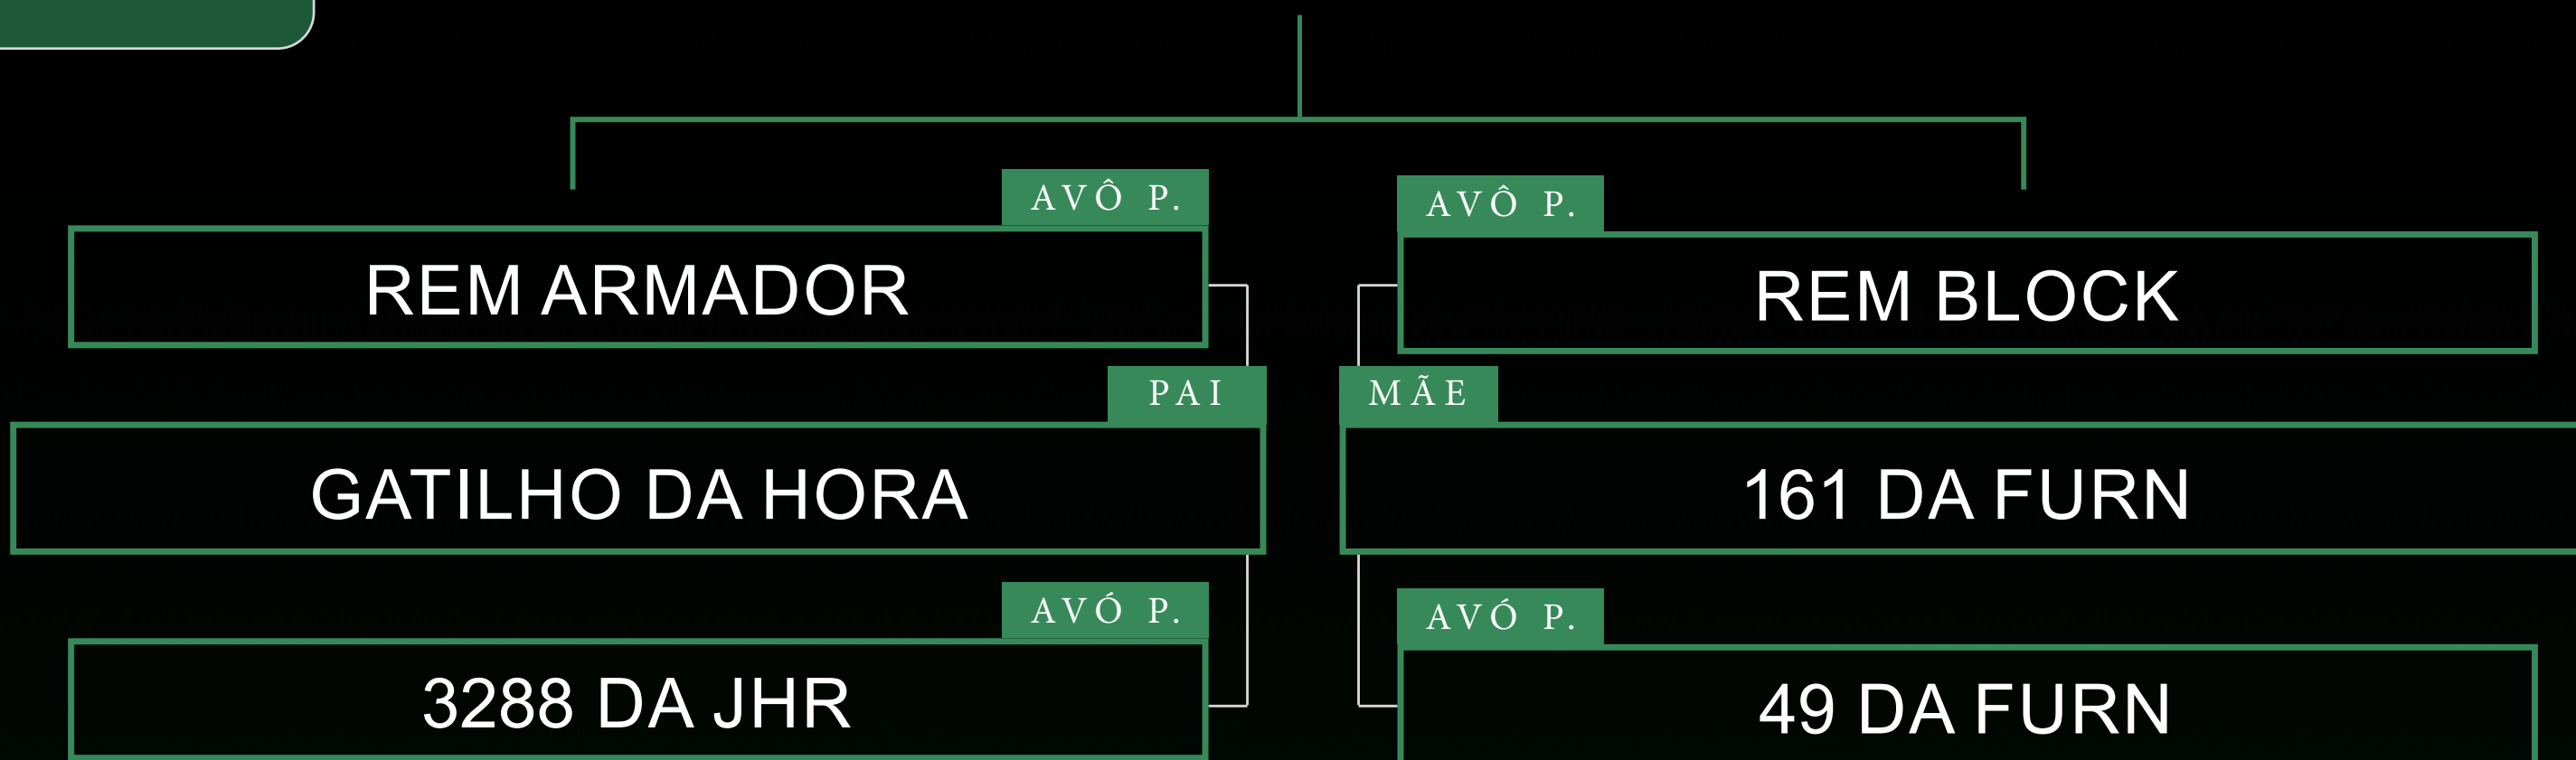 AVÔ P.
REM ARMADOR
PAI
GATILHO DA HORA
AVÓ P.
3288 DA JHR
AVÔ P.
REM BLOCK
MÃE
161 DA FURN
AVÓ P.
49 DA FURN